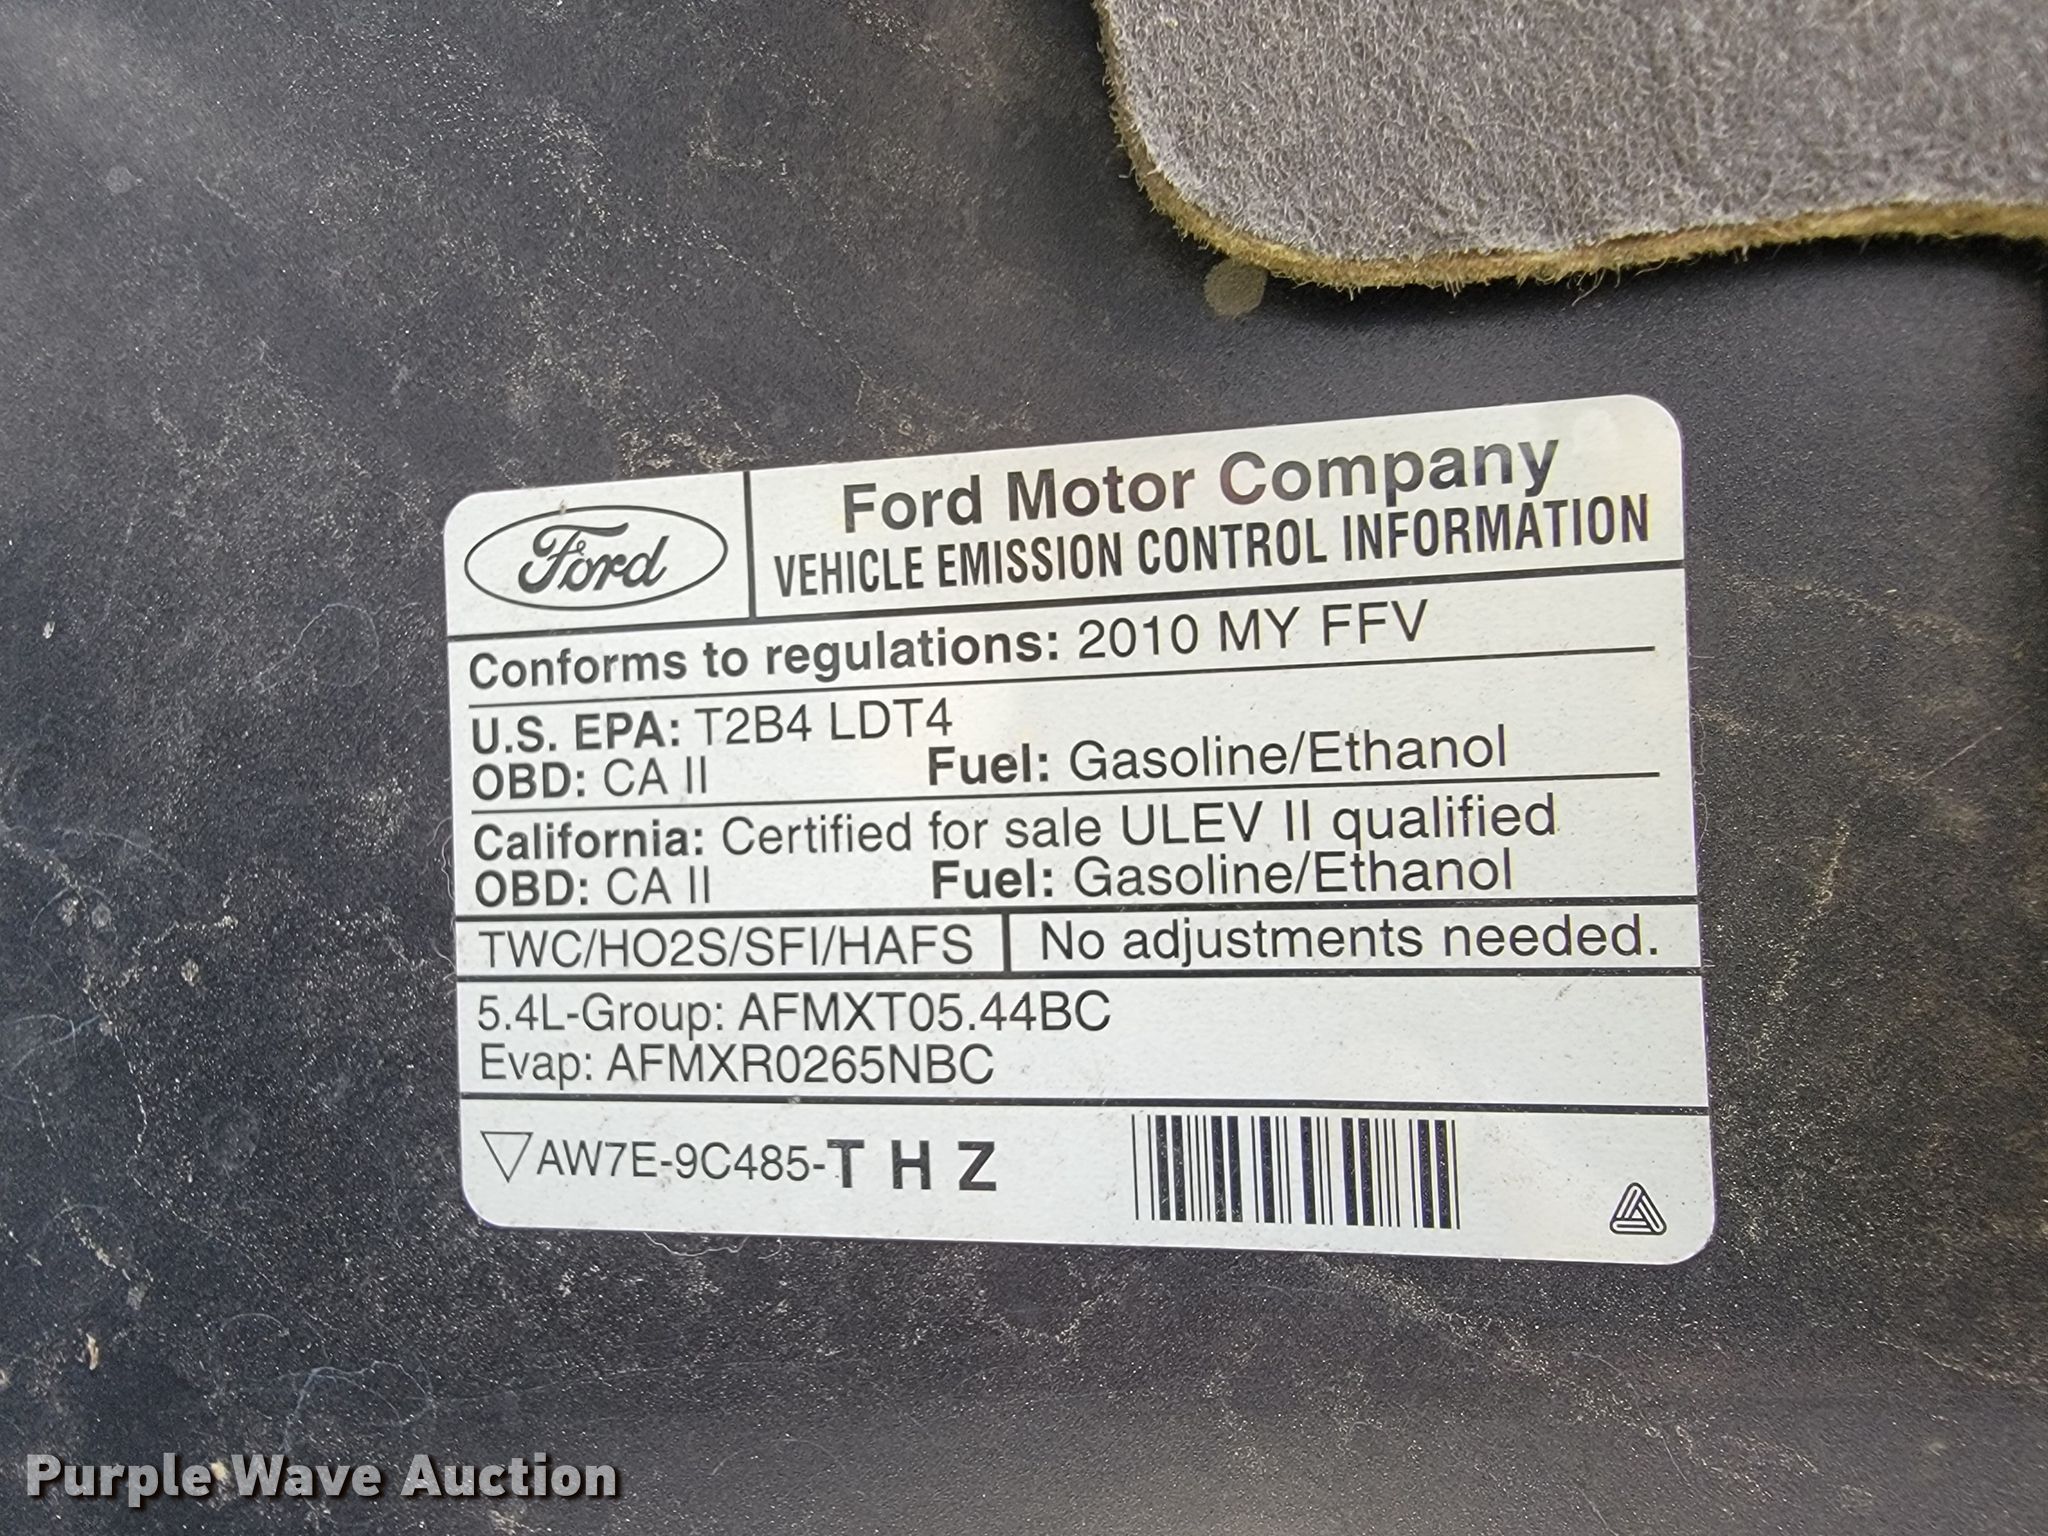 Ford
Ford Motor Company
VEHICLE EMISSION CONTROL INFORMATION
Conforms to regulations: 2010 MY FFV
U.S. EPA: T2B4 LDT4
OBD: CA II Fuel: Gasoline/Ethanol
California: Certified for sale ULEV II qualified
OBD: CA II Fuel: Gasoline/Ethanol
TWC/HO2S/SFI/HAFS No adjustments needed.
5.4L-Group: AFMXT05.44BC
Evap: AFMXR0265NBC
▽AW7E-9C485-T H Z
Purple Wave Auction